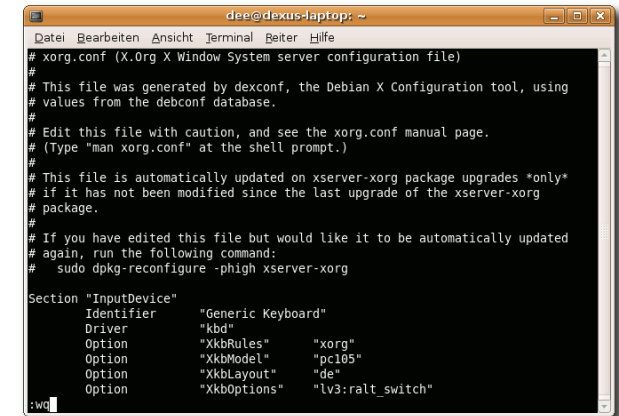 dee@dexus-laptop: ~
Datei Bearbeiten Ansicht Terminal Reiter Hilfe
# xorg.conf (X.Org X Window System server configuration file)
#
# This file was generated by dexconf, the Debian X Configuration tool, using
# values from the debconf database.
#
# Edit this file with caution, and see the xorg.conf manual page.
# (Type "man xorg.conf" at the shell prompt.)
#
# This file is automatically updated on xserver-xorg package upgrades *only*
# if it has not been modified since the last upgrade of the xserver-xorg
# package.
#
# If you have edited this file but would like it to be automatically updated
# again, run the following command:
#   sudo dpkg-reconfigure -phigh xserver-xorg

Section "InputDevice"
        Identifier      "Generic Keyboard"
        Driver          "kbd"
        Option          "XkbRules"      "xorg"
        Option          "XkbModel"      "pc105"
        Option          "XkbLayout"     "de"
        Option          "XkbOptions"    "lv3:ralt_switch"
:wq